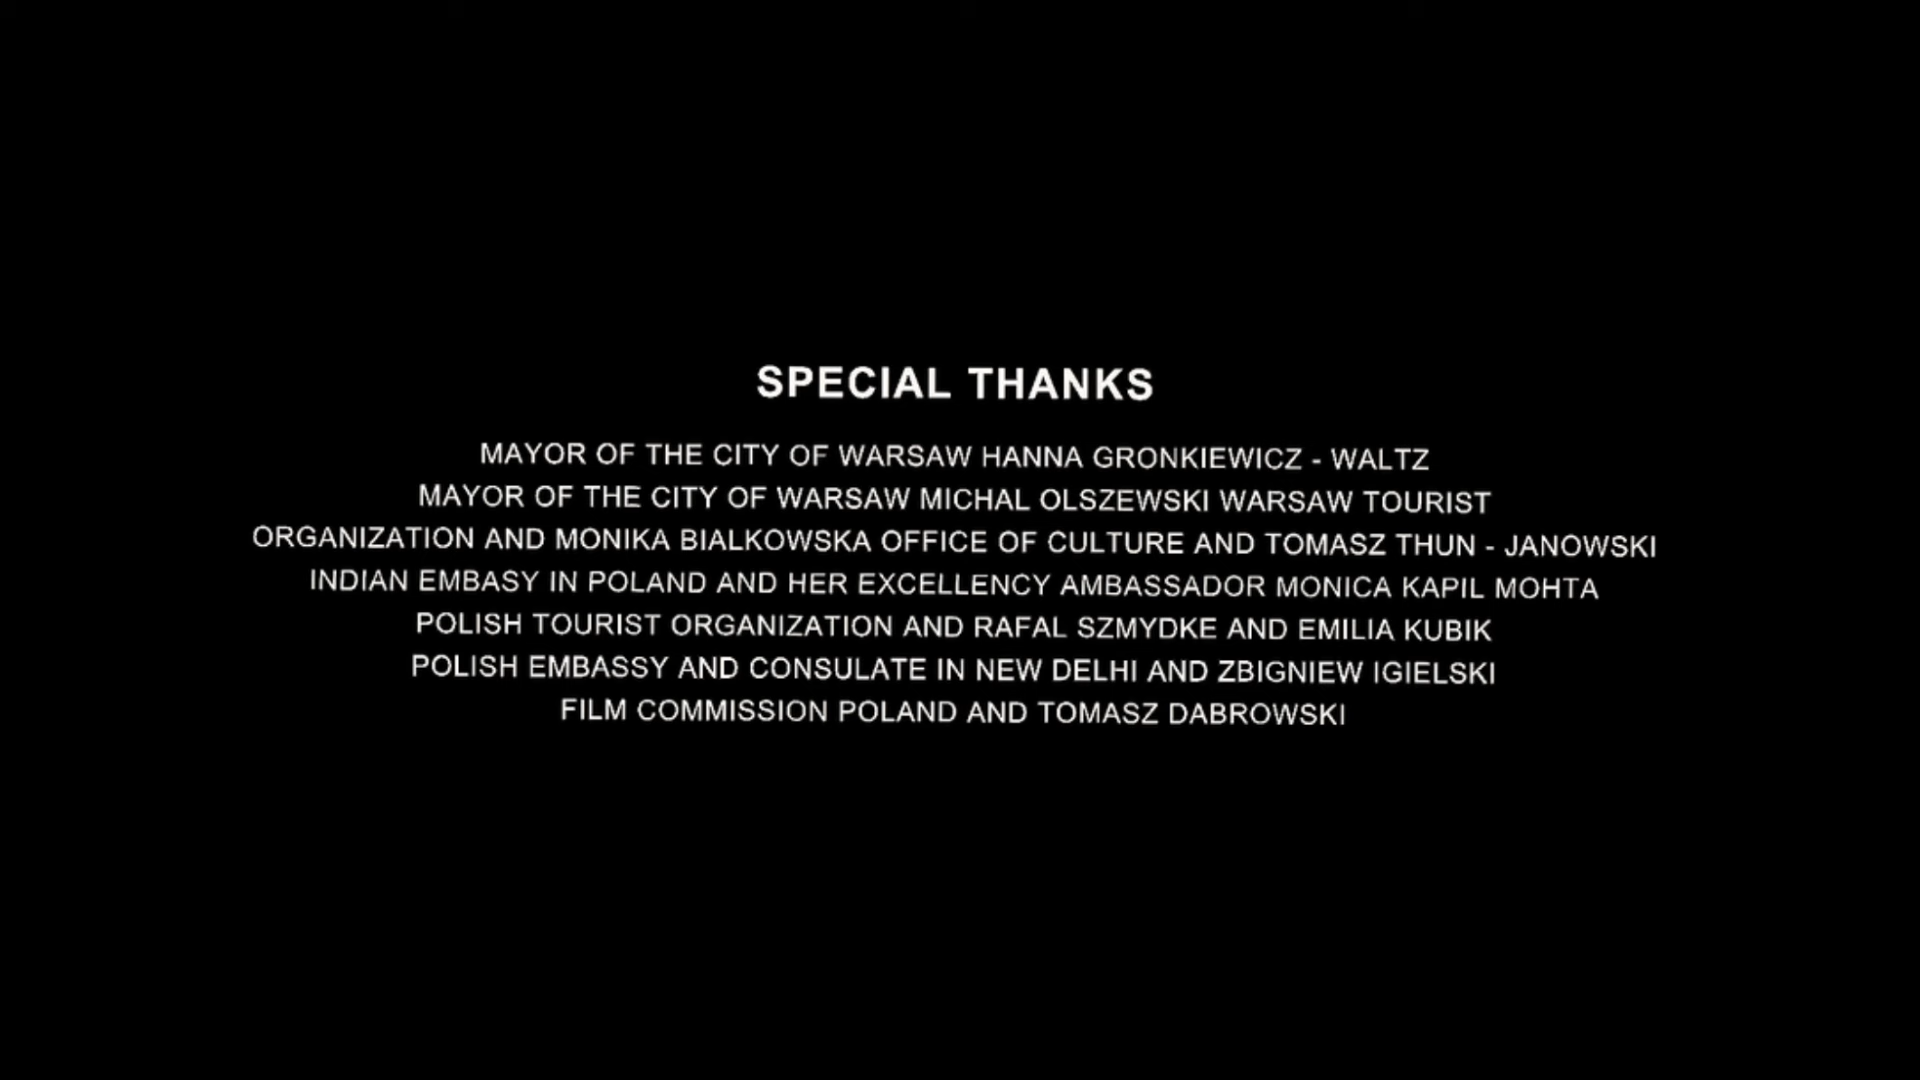 SPECIAL THANKS
MAYOR OF THE CITY OF WARSAW HANNA GRONKIEWICZ - WALTZ
MAYOR OF THE CITY OF WARSAW MICHAL OLSZEWSKI WARSAW TOURIST
ORGANIZATION AND MONIKA BIALKOWSKA OFFICE OF CULTURE AND TOMASZ THUN - JANOWSKI
INDIAN EMBASY IN POLAND AND HER EXCELLENCY AMBASSADOR MONICA KAPIL MOHTA
POLISH TOURIST ORGANIZATION AND RAFAL SZMYDKE AND EMILIA KUBIK
POLISH EMBASSY AND CONSULATE IN NEW DELHI AND ZBIGNIEW IGIELSKI
FILM COMMISSION POLAND AND TOMASZ DABROWSKI